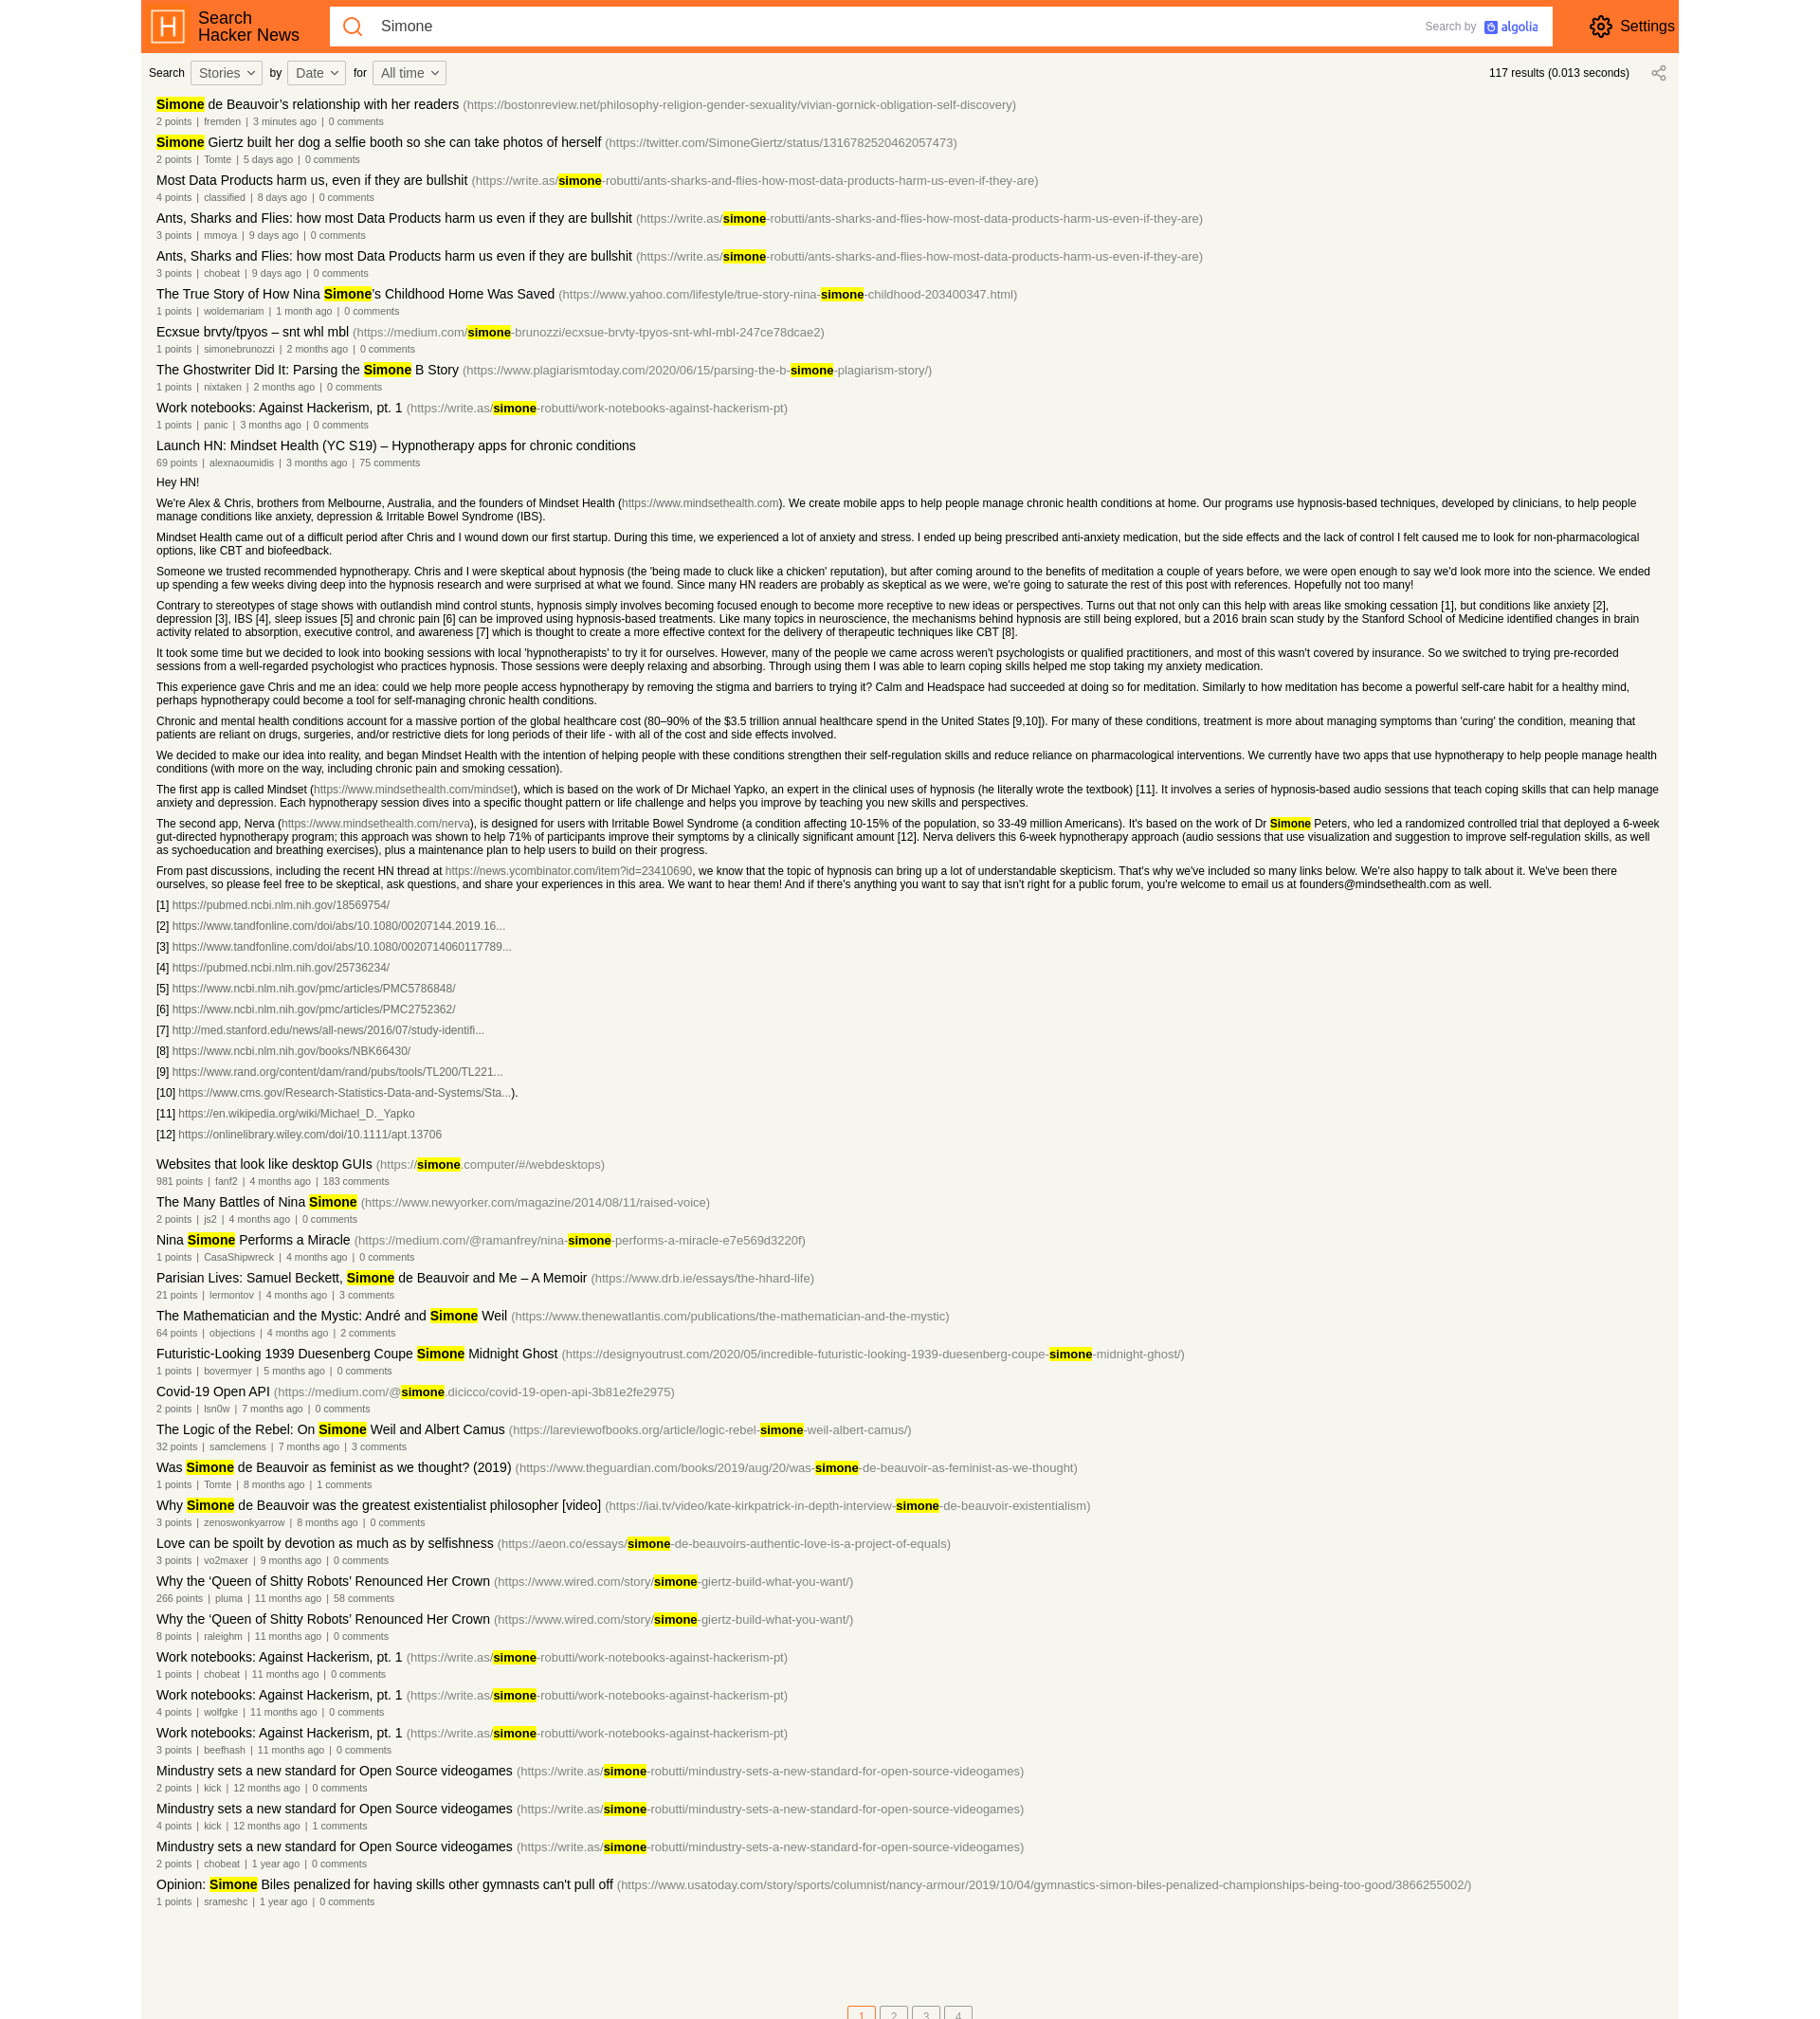 Search
Hacker News
Simone
Search by algolia
Settings
Search Stories by Date for All time
117 results (0.013 seconds)
Simone de Beauvoir's relationship with her readers (https://bostonreview.net/philosophy-religion-gender-sexuality/vivian-gornick-obligation-self-discovery)
2 points | fremden | 3 minutes ago | 0 comments
Simone Giertz built her dog a selfie booth so she can take photos of herself (https://twitter.com/SimoneGiertz/status/1316782520462057473)
2 points | Tomte | 5 days ago | 0 comments
Most Data Products harm us, even if they are bullshit (https://write.as/simone-robutti/ants-sharks-and-flies-how-most-data-products-harm-us-even-if-they-are)
4 points | classified | 8 days ago | 0 comments
Ants, Sharks and Flies: how most Data Products harm us even if they are bullshit (https://write.as/simone-robutti/ants-sharks-and-flies-how-most-data-products-harm-us-even-if-they-are)
3 points | mmoya | 9 days ago | 0 comments
Ants, Sharks and Flies: how most Data Products harm us even if they are bullshit (https://write.as/simone-robutti/ants-sharks-and-flies-how-most-data-products-harm-us-even-if-they-are)
3 points | chobeat | 9 days ago | 0 comments
The True Story of How Nina Simone's Childhood Home Was Saved (https://www.yahoo.com/lifestyle/true-story-nina-simone-childhood-203400347.html)
1 points | woldemariam | 1 month ago | 0 comments
Ecxsue brvty/tpyos – snt whl mbl (https://medium.com/simone-brunozzi/ecxsue-brvty-tpyos-snt-whl-mbl-247ce78dcae2)
1 points | simonebrunozzi | 2 months ago | 0 comments
The Ghostwriter Did It: Parsing the Simone B Story (https://www.plagiarismtoday.com/2020/06/15/parsing-the-b-simone-plagiarism-story/)
1 points | nixtaken | 2 months ago | 0 comments
Work notebooks: Against Hackerism, pt. 1 (https://write.as/simone-robutti/work-notebooks-against-hackerism-pt)
1 points | panic | 3 months ago | 0 comments
Launch HN: Mindset Health (YC S19) – Hypnotherapy apps for chronic conditions
69 points | alexnaoumidis | 3 months ago | 75 comments
Hey HN!
We're Alex & Chris, brothers from Melbourne, Australia, and the founders of Mindset Health (https://www.mindsethealth.com). We create mobile apps to help people manage chronic health conditions at home. Our programs use hypnosis-based techniques, developed by clinicians, to help people
manage conditions like anxiety, depression & Irritable Bowel Syndrome (IBS).
Mindset Health came out of a difficult period after Chris and I wound down our first startup. During this time, we experienced a lot of anxiety and stress. I ended up being prescribed anti-anxiety medication, but the side effects and the lack of control I felt caused me to look for non-pharmacological
options, like CBT and biofeedback.
Someone we trusted recommended hypnotherapy. Chris and I were skeptical about hypnosis (the 'being made to cluck like a chicken' reputation), but after coming around to the benefits of meditation a couple of years before, we were open enough to say we'd look more into the science. We ended
up spending a few weeks diving deep into the hypnosis research and were surprised at what we found. Since many HN readers are probably as skeptical as we were, we're going to saturate the rest of this post with references. Hopefully not too many!
Contrary to stereotypes of stage shows with outlandish mind control stunts, hypnosis simply involves becoming focused enough to become more receptive to new ideas or perspectives. Turns out that not only can this help with areas like smoking cessation [1], but conditions like anxiety [2],
depression [3], IBS [4], sleep issues [5] and chronic pain [6] can be improved using hypnosis-based treatments. Like many topics in neuroscience, the mechanisms behind hypnosis are still being explored, but a 2016 brain scan study by the Stanford School of Medicine identified changes in brain
activity related to absorption, executive control, and awareness [7] which is thought to create a more effective context for the delivery of therapeutic techniques like CBT [8].
It took some time but we decided to look into booking sessions with local 'hypnotherapists' to try it for ourselves. However, many of the people we came across weren't psychologists or qualified practitioners, and most of this wasn't covered by insurance. So we switched to trying pre-recorded
sessions from a well-regarded psychologist who practices hypnosis. Those sessions were deeply relaxing and absorbing. Through using them I was able to learn coping skills helped me stop taking my anxiety medication.
This experience gave Chris and me an idea: could we help more people access hypnotherapy by removing the stigma and barriers to trying it? Calm and Headspace had succeeded at doing so for meditation. Similarly to how meditation has become a powerful self-care habit for a healthy mind,
perhaps hypnotherapy could become a tool for self-managing chronic health conditions.
Chronic and mental health conditions account for a massive portion of the global healthcare cost (80–90% of the $3.5 trillion annual healthcare spend in the United States [9,10]). For many of these conditions, treatment is more about managing symptoms than 'curing' the condition, meaning that
patients are reliant on drugs, surgeries, and/or restrictive diets for long periods of their life - with all of the cost and side effects involved.
We decided to make our idea into reality, and began Mindset Health with the intention of helping people with these conditions strengthen their self-regulation skills and reduce reliance on pharmacological interventions. We currently have two apps that use hypnotherapy to help people manage health
conditions (with more on the way, including chronic pain and smoking cessation).
The first app is called Mindset (https://www.mindsethealth.com/mindset), which is based on the work of Dr Michael Yapko, an expert in the clinical uses of hypnosis (he literally wrote the textbook) [11]. It involves a series of hypnosis-based audio sessions that teach coping skills that can help manage
anxiety and depression. Each hypnotherapy session dives into a specific thought pattern or life challenge and helps you improve by teaching you new skills and perspectives.
The second app, Nerva (https://www.mindsethealth.com/nerva), is designed for users with Irritable Bowel Syndrome (a condition affecting 10-15% of the population, so 33-49 million Americans). It's based on the work of Dr Simone Peters, who led a randomized controlled trial that deployed a 6-week
gut-directed hypnotherapy program; this approach was shown to help 71% of participants improve their symptoms by a clinically significant amount [12]. Nerva delivers this 6-week hypnotherapy approach (audio sessions that use visualization and suggestion to improve self-regulation skills, as well
as sychoeducation and breathing exercises), plus a maintenance plan to help users to build on their progress.
From past discussions, including the recent HN thread at https://news.ycombinator.com/item?id=23410690, we know that the topic of hypnosis can bring up a lot of understandable skepticism. That's why we've included so many links below. We're also happy to talk about it. We've been there
ourselves, so please feel free to be skeptical, ask questions, and share your experiences in this area. We want to hear them! And if there's anything you want to say that isn't right for a public forum, you're welcome to email us at founders@mindsethealth.com as well.
[1] https://pubmed.ncbi.nlm.nih.gov/18569754/
[2] https://www.tandfonline.com/doi/abs/10.1080/00207144.2019.16...
[3] https://www.tandfonline.com/doi/abs/10.1080/0020714060117789...
[4] https://pubmed.ncbi.nlm.nih.gov/25736234/
[5] https://www.ncbi.nlm.nih.gov/pmc/articles/PMC5786848/
[6] https://www.ncbi.nlm.nih.gov/pmc/articles/PMC2752362/
[7] http://med.stanford.edu/news/all-news/2016/07/study-identifi...
[8] https://www.ncbi.nlm.nih.gov/books/NBK66430/
[9] https://www.rand.org/content/dam/rand/pubs/tools/TL200/TL221...
[10] https://www.cms.gov/Research-Statistics-Data-and-Systems/Sta...).
[11] https://en.wikipedia.org/wiki/Michael_D._Yapko
[12] https://onlinelibrary.wiley.com/doi/10.1111/apt.13706
Websites that look like desktop GUIs (https://simone.computer/#/webdesktops)
981 points | fanf2 | 4 months ago | 183 comments
The Many Battles of Nina Simone (https://www.newyorker.com/magazine/2014/08/11/raised-voice)
2 points | js2 | 4 months ago | 0 comments
Nina Simone Performs a Miracle (https://medium.com/@ramanfrey/nina-simone-performs-a-miracle-e7e569d3220f)
1 points | CasaShipwreck | 4 months ago | 0 comments
Parisian Lives: Samuel Beckett, Simone de Beauvoir and Me – A Memoir (https://www.drb.ie/essays/the-hhard-life)
21 points | lermontov | 4 months ago | 3 comments
The Mathematician and the Mystic: André and Simone Weil (https://www.thenewatlantis.com/publications/the-mathematician-and-the-mystic)
64 points | objections | 4 months ago | 2 comments
Futuristic-Looking 1939 Duesenberg Coupe Simone Midnight Ghost (https://designyoutrust.com/2020/05/incredible-futuristic-looking-1939-duesenberg-coupe-simone-midnight-ghost/)
1 points | bovermyer | 5 months ago | 0 comments
Covid-19 Open API (https://medium.com/@simone.dicicco/covid-19-open-api-3b81e2fe2975)
2 points | lsn0w | 7 months ago | 0 comments
The Logic of the Rebel: On Simone Weil and Albert Camus (https://lareviewofbooks.org/article/logic-rebel-simone-weil-albert-camus/)
32 points | samclemens | 7 months ago | 3 comments
Was Simone de Beauvoir as feminist as we thought? (2019) (https://www.theguardian.com/books/2019/aug/20/was-simone-de-beauvoir-as-feminist-as-we-thought)
1 points | Tomte | 8 months ago | 1 comments
Why Simone de Beauvoir was the greatest existentialist philosopher [video] (https://iai.tv/video/kate-kirkpatrick-in-depth-interview-simone-de-beauvoir-existentialism)
3 points | zenoswonkyarrow | 8 months ago | 0 comments
Love can be spoilt by devotion as much as by selfishness (https://aeon.co/essays/simone-de-beauvoirs-authentic-love-is-a-project-of-equals)
3 points | vo2maxer | 9 months ago | 0 comments
Why the 'Queen of Shitty Robots' Renounced Her Crown (https://www.wired.com/story/simone-giertz-build-what-you-want/)
266 points | pluma | 11 months ago | 58 comments
Why the 'Queen of Shitty Robots' Renounced Her Crown (https://www.wired.com/story/simone-giertz-build-what-you-want/)
8 points | raleighm | 11 months ago | 0 comments
Work notebooks: Against Hackerism, pt. 1 (https://write.as/simone-robutti/work-notebooks-against-hackerism-pt)
1 points | chobeat | 11 months ago | 0 comments
Work notebooks: Against Hackerism, pt. 1 (https://write.as/simone-robutti/work-notebooks-against-hackerism-pt)
4 points | wolfgke | 11 months ago | 0 comments
Work notebooks: Against Hackerism, pt. 1 (https://write.as/simone-robutti/work-notebooks-against-hackerism-pt)
3 points | beefhash | 11 months ago | 0 comments
Mindustry sets a new standard for Open Source videogames (https://write.as/simone-robutti/mindustry-sets-a-new-standard-for-open-source-videogames)
2 points | kick | 12 months ago | 0 comments
Mindustry sets a new standard for Open Source videogames (https://write.as/simone-robutti/mindustry-sets-a-new-standard-for-open-source-videogames)
4 points | kick | 12 months ago | 1 comments
Mindustry sets a new standard for Open Source videogames (https://write.as/simone-robutti/mindustry-sets-a-new-standard-for-open-source-videogames)
2 points | chobeat | 1 year ago | 0 comments
Opinion: Simone Biles penalized for having skills other gymnasts can't pull off (https://www.usatoday.com/story/sports/columnist/nancy-armour/2019/10/04/gymnastics-simon-biles-penalized-championships-being-too-good/3866255002/)
1 points | srameshc | 1 year ago | 0 comments
1 2 3 4